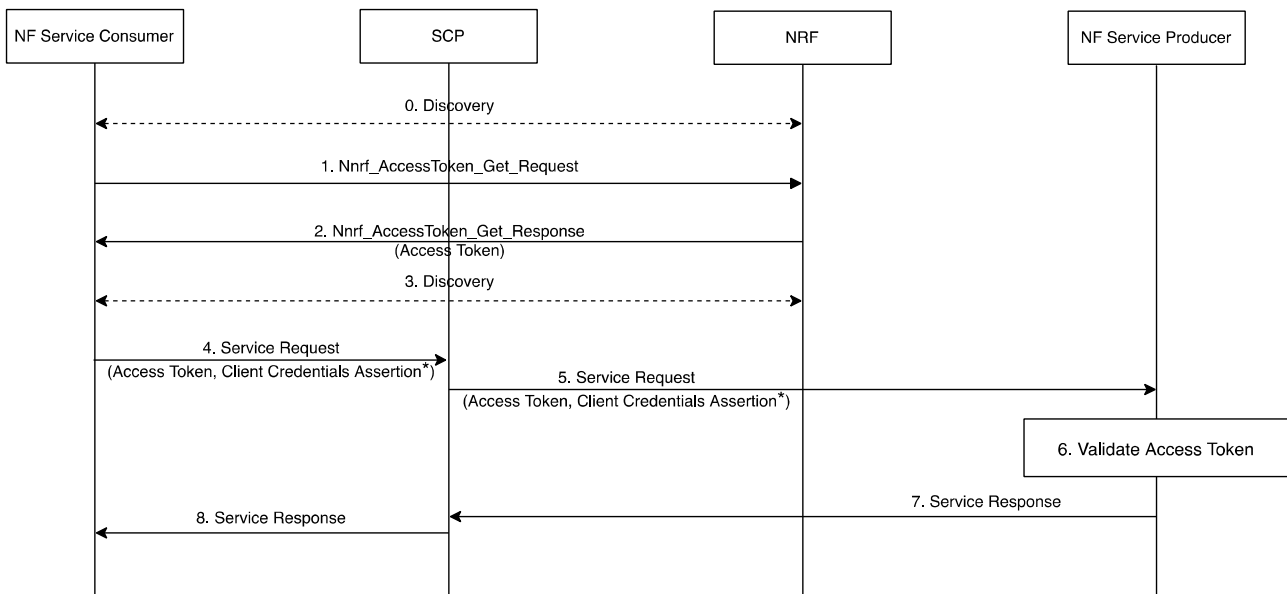 NF Service Consumer
SCP
NRF
NF Service Producer
0. Discovery
1. Nnrf_AccessToken_Get_Request
2. Nnrf_AccessToken_Get_Response
(Access Token)
3. Discovery
4. Service Request
(Access Token, Client Credentials Assertion*)
5. Service Request
(Access Token, Client Credentials Assertion*)
6. Validate Access Token
7. Service Response
8. Service Response